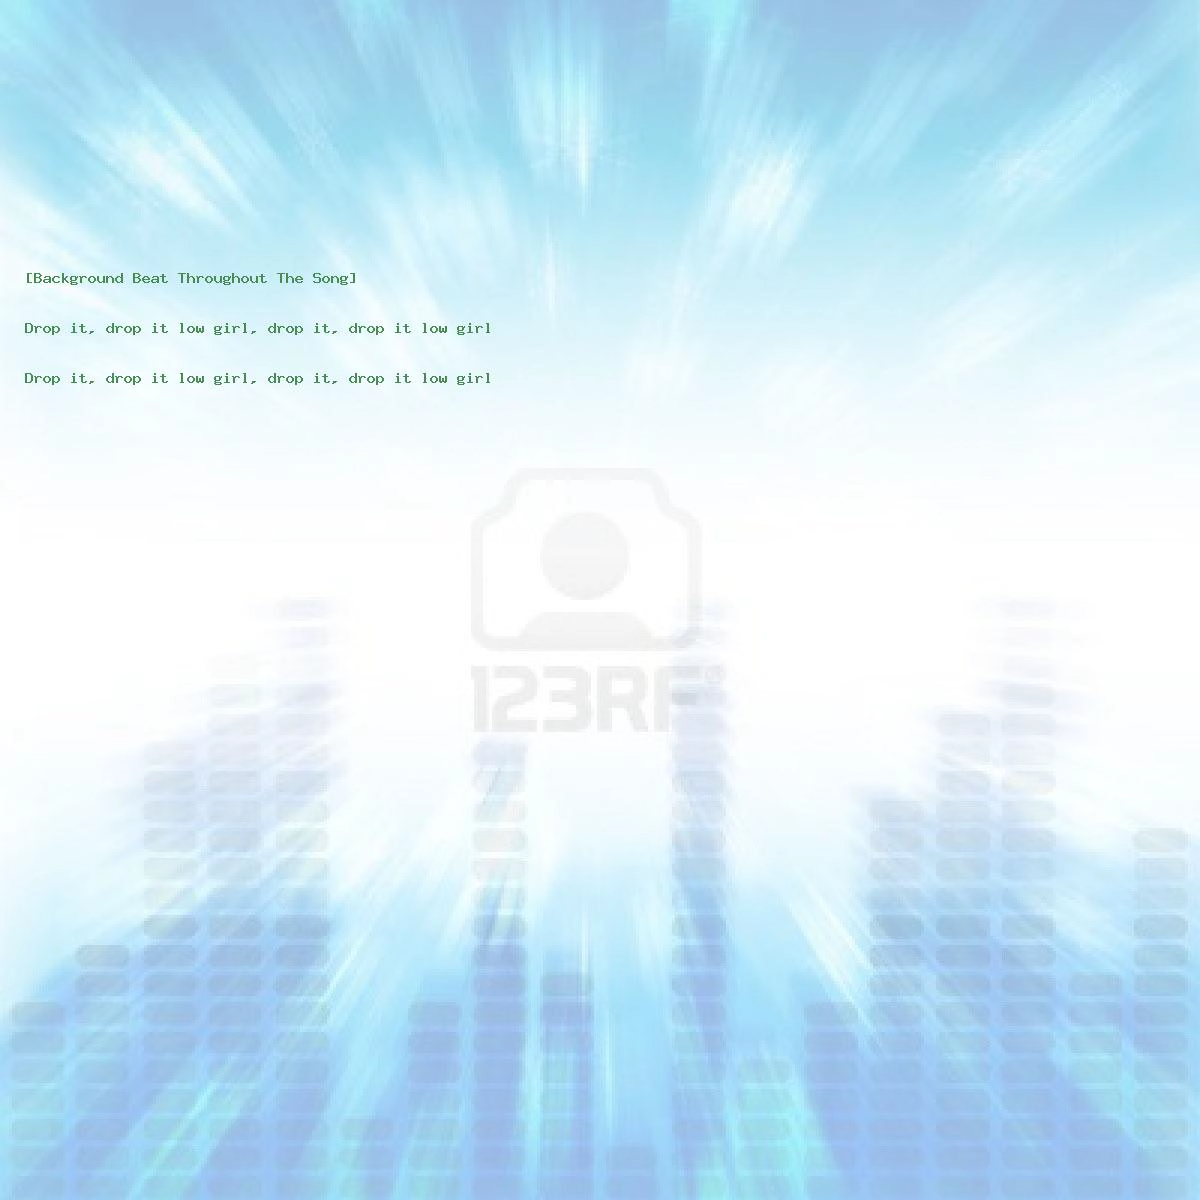 [Background Beat Throughout The Song]
Drop it, drop it low girl, drop it, drop it low girl
Drop it, drop it low girl, drop it, drop it low girl
123RF®